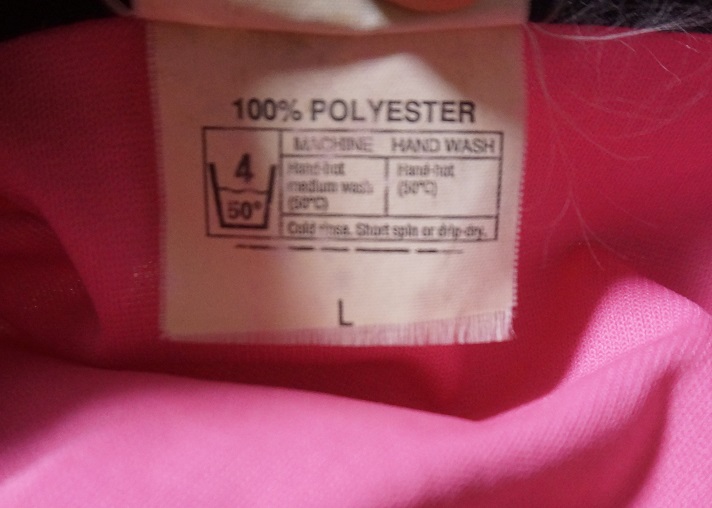 100% POLYESTER
MACHINE HAND WASH
4
50°
Hand-hot
medium wash
(50°C)
Hand-hot
(50°C)
Cold rinse. Short spin or drip-dry.
L